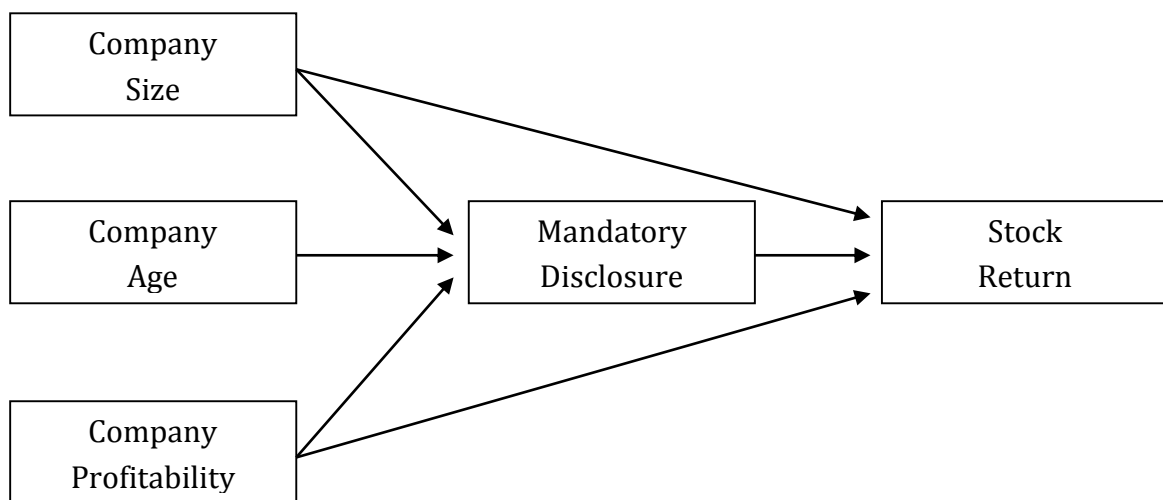 Company
Size
Company
Age
Mandatory
Disclosure
Stock
Return
Company
Profitability